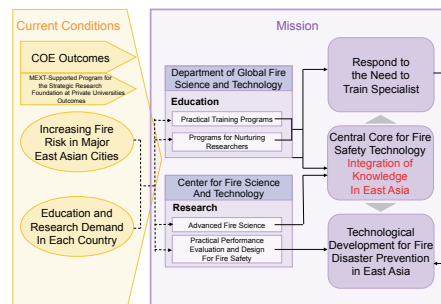 Current Conditions
COE Outcomes
MEXT-Supported Program for
the Strategic Research
Foundation at Private Universities
Outcomes
Increasing Fire
Risk in Major
East Asian Cities
Education and
Research Demand
In Each Country
Mission
Department of Global Fire
Science and Technology
Education
Practical Training Programs
Programs for Nurturing
Researchers
Center for Fire Science
And Technology
Research
Advanced Fire Science
Practical Performance
Evaluation and Design
For Fire Safety
Respond to
the Need to
Train Specialist
Central Core for Fire
Safety Technology
Integration of
Knowledge
In East Asia
Technological
Development for Fire
Disaster Prevention
in East Asia